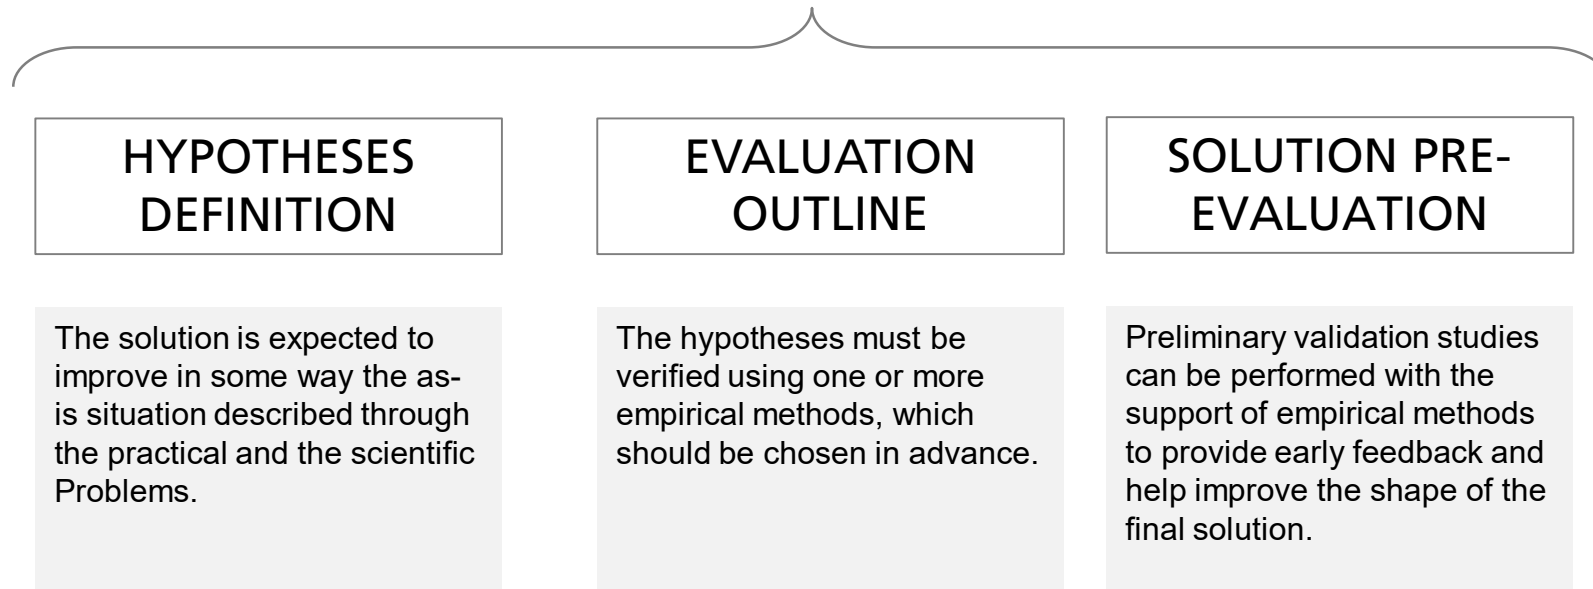 HYPOTHESES
DEFINITION
EVALUATION
OUTLINE
SOLUTION PRE-
EVALUATION
The solution is expected to
improve in some way the as-
is situation described through
the practical and the scientific
Problems.
The hypotheses must be
verified using one or more
empirical methods, which
should be chosen in advance.
Preliminary validation studies
can be performed with the
support of empirical methods
to provide early feedback and
help improve the shape of the
final solution.